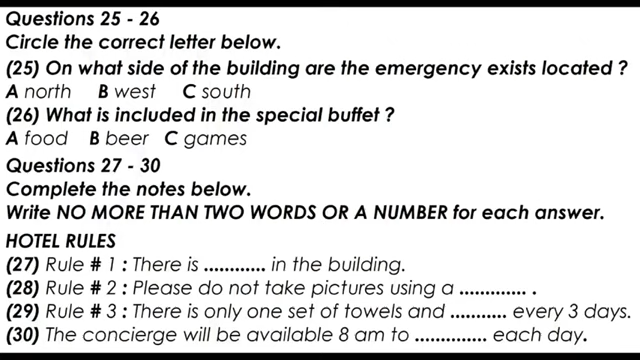 Questions 25 - 26
Circle the correct letter below.
(25) On what side of the building are the emergency exists located ?
A north B west C south
(26) What is included in the special buffet ?
A food B beer C games
Questions 27 - 30
Complete the notes below.
Write NO MORE THAN TWO WORDS OR A NUMBER for each answer.
HOTEL RULES
(27) Rule # 1 : There is ............ in the building.
(28) Rule # 2 : Please do not take pictures using a ............. .
(29) Rule # 3 : There is only one set of towels and ........... every 3 days.
(30) The concierge will be available 8 am to .............. each day.